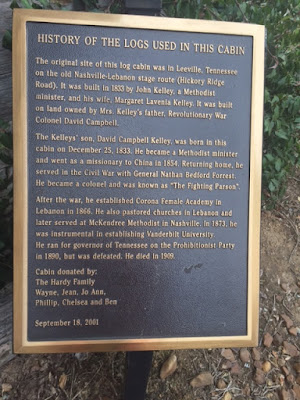 HISTORY OF THE LOGS USED IN THIS CABIN
The original site of this log cabin was in Leeville, Tennessee
on the old Nashville-Lebanon stage route (Hickory Ridge
Road). It was built in 1833 by John Kelley, a Methodist
minister, and his wife, Margaret Lavenia Kelley. It was built
on land owned by Mrs. Kelley's father, Revolutionary War
Colonel David Campbell.
The Kelleys' son, David Campbell Kelley, was born in this
cabin on December 25, 1833. He became a Methodist minister
and went as a missionary to China in 1854. Returning home, he
served in the Civil War with General Nathan Bedford Forrest.
He became a colonel and was known as "The Fighting Parson".
After the war, he established Corona Female Academy in
Lebanon in 1866. He also pastored churches in Lebanon and
later served at McKendree Methodist in Nashville. In 1873, he
was instrumental in establishing Vanderbilt University.
He ran for governor of Tennessee on the Prohibitionist Party
in 1890, but was defeated. He died in 1909.
Cabin donated by:
The Hardy Family
Wayne, Jean, Jo Ann,
Phillip, Chelsea and Ben
September 18, 2001